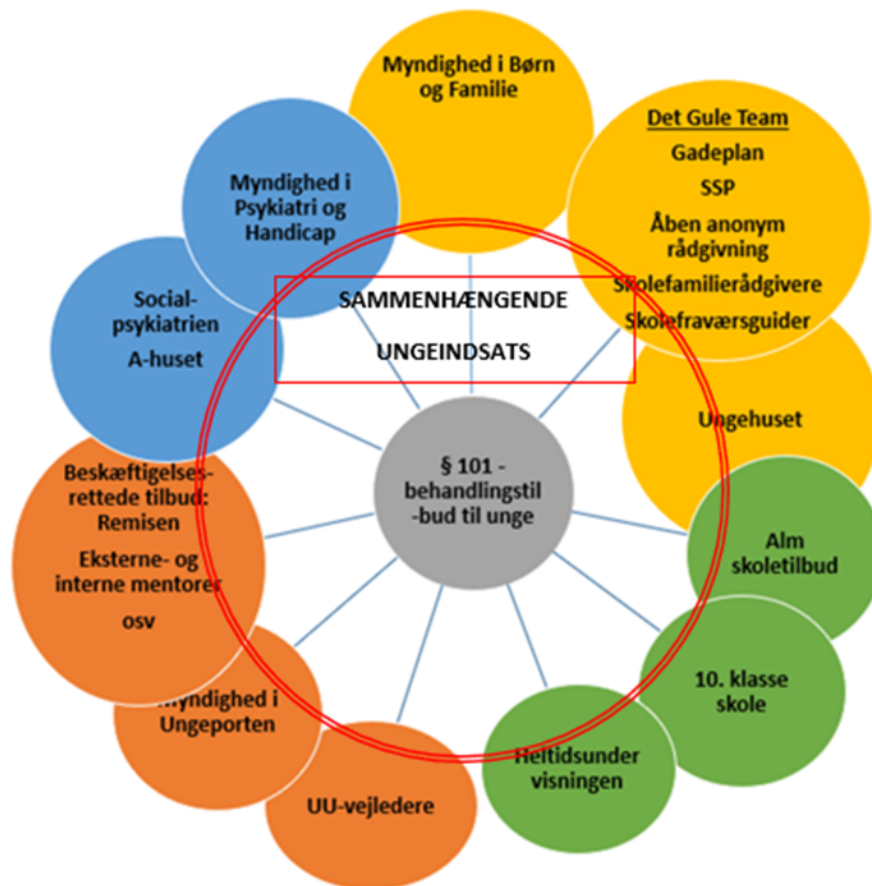 Myndighed i Børn
og Familie
Det Gule Team
Gadeplan
SSP
Åben anonym
rådgivning
Skolefamilierådgivere
Skolefraværsguider
Ungehuset
Alm
skoletilbud
10. klasse
skole
Heltidsunder
visningen
UU-vejledere
Myndighed i
Ungeporten
Beskæftigelses-
rettede tilbud:
Remisen
Eksterne- og
interne mentorer
osv
Social-
psykiatrien
A-huset
Myndighed i
Psykiatri og
Handicap
SAMMENHÆNGENDE
UNGEINDSATS
§ 101 -
behandlingstil
-bud til unge